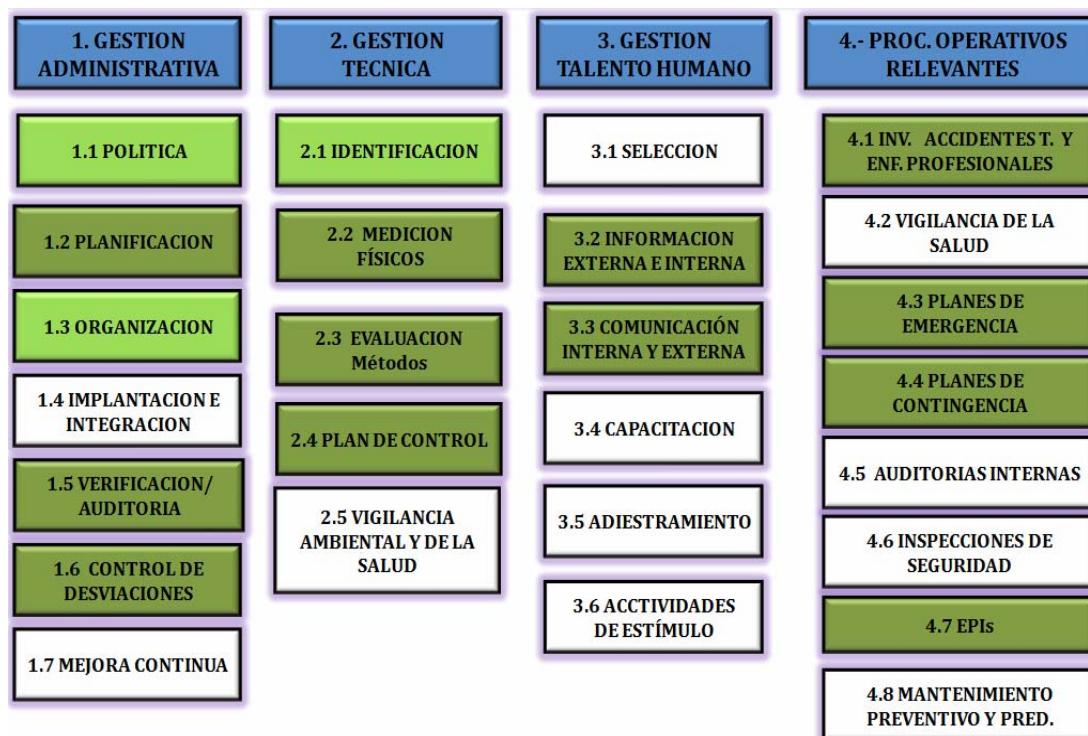 1. GESTION
ADMINISTRATIVA
1.1 POLITICA
1.2 PLANIFICACION
1.3 ORGANIZACION
1.4 IMPLANTACION E
INTEGRACION
1.5 VERIFICACION/
AUDITORIA
1.6 CONTROL DE
DESVIACIONES
1.7 MEJORA CONTINUA
2. GESTION
TECNICA
2.1 IDENTIFICACION
2.2 MEDICION
FÍSICOS
2.3 EVALUACION
Métodos
2.4 PLAN DE CONTROL
2.5 VIGILANCIA
AMBIENTAL Y DE LA
SALUD
3. GESTION
TALENTO HUMANO
3.1 SELECCION
3.2 INFORMACION
EXTERNA E INTERNA
3.3 COMUNICACIÓN
INTERNA Y EXTERNA
3.4 CAPACITACION
3.5 ADIESTRAMIENTO
3.6 ACCTIVIDADES
DE ESTÍMULO
4.- PROC. OPERATIVOS
RELEVANTES
4.1 INV. ACCIDENTES T. Y
ENF. PROFESIONALES
4.2 VIGILANCIA DE LA
SALUD
4.3 PLANES DE
EMERGENCIA
4.4 PLANES DE
CONTINGENCIA
4.5 AUDITORIAS INTERNAS
4.6 INSPECCIONES DE
SEGURIDAD
4.7 EPIs
4.8 MANTENIMIENTO
PREVENTIVO Y PRED.